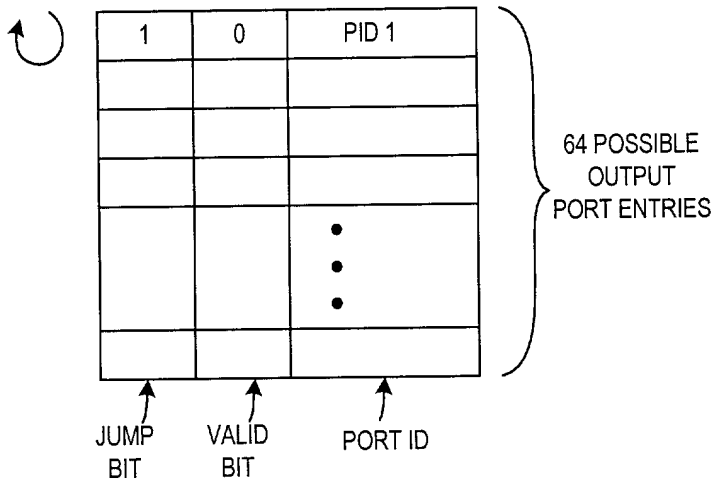 1 0 PID 1
64 POSSIBLE
OUTPUT
PORT ENTRIES
JUMP BIT
VALID BIT
PORT ID